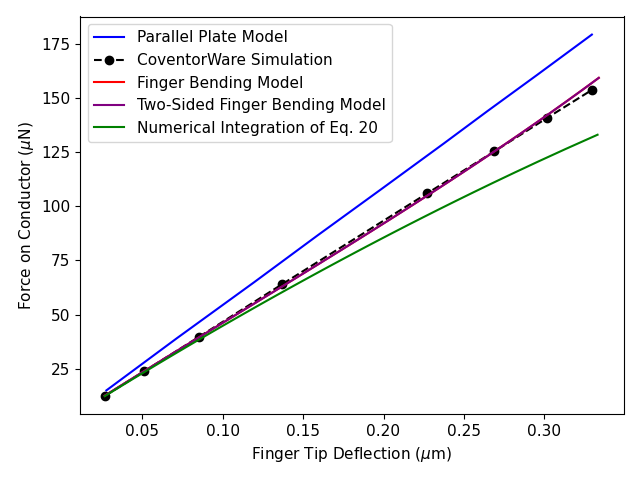 Parallel Plate Model
CoventorWare Simulation
Finger Bending Model
Two-Sided Finger Bending Model
Numerical Integration of Eq. 20
175
150
125
100
75
50
25
Force on Conductor (μN)
0.05 0.10 0.15 0.20 0.25 0.30
Finger Tip Deflection (μm)